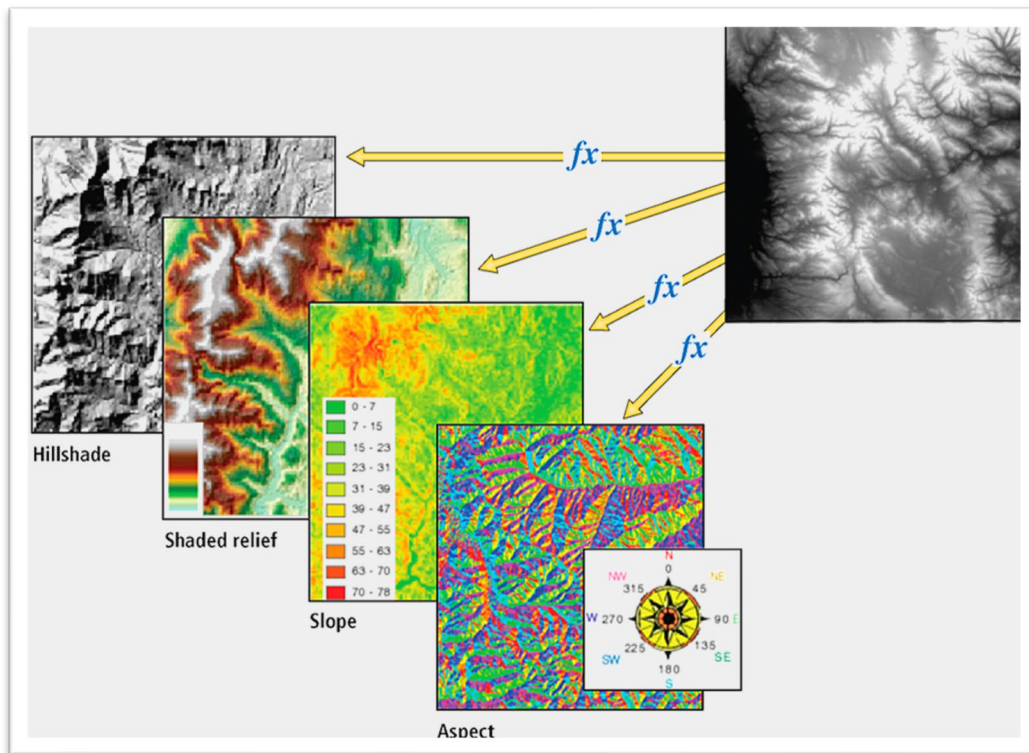 fx
fx
fx
fx
Hillshade
Shaded relief
0 - 7
7 - 15
15 - 23
23 - 31
31 - 39
39 - 47
47 - 55
55 - 63
63 - 70
70 - 78
Slope
N
0
NW
NE
315
45
W 270
90 E
225
135
SW
SE
180
S
Aspect